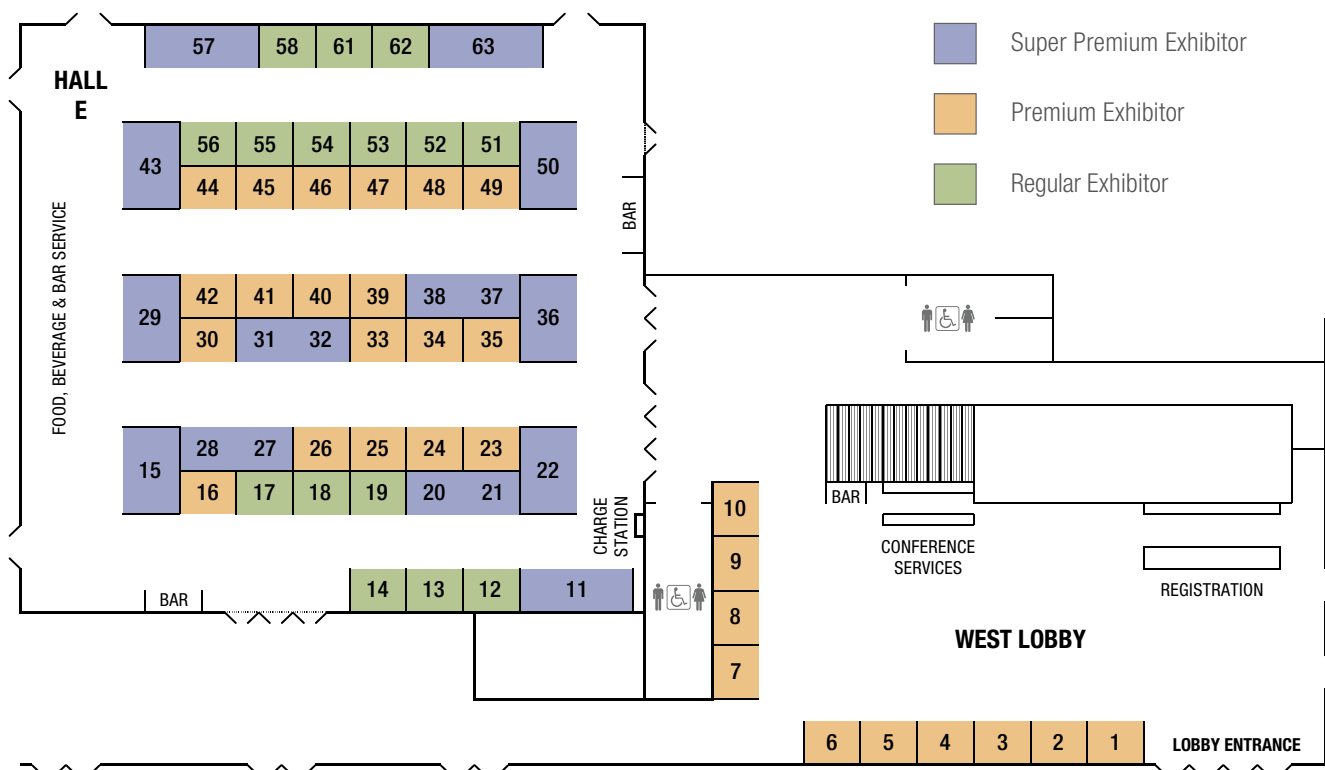 57 58 61 62 63
Super Premium Exhibitor
HALL
E
Premium Exhibitor
56 55 54 53 52 51
43 50
44 45 46 47 48 49
Regular Exhibitor
BAR
FOOD, BEVERAGE & BAR SERVICE
42 41 40 39 38 37
29 36
30 31 32 33 34 35
28 27 26 25 24 23
15 22
16 17 18 19 20 21
CHARGE
STATION
10
9
8
7
BAR
CONFERENCE
SERVICES
REGISTRATION
14 13 12 11
BAR
WEST LOBBY
6 5 4 3 2 1
LOBBY ENTRANCE